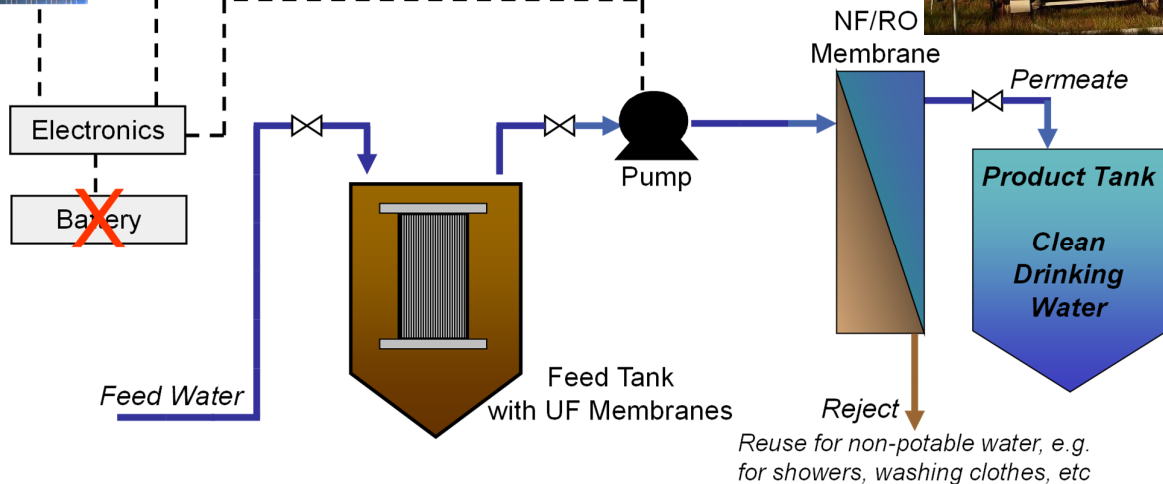 NF/RO
Membrane
Permeate
Electronics
Battery
Pump
Product Tank
Clean
Drinking
Water
Feed Water
Feed Tank
with UF Membranes
Reject
Reuse for non-potable water, e.g.
for showers, washing clothes, etc